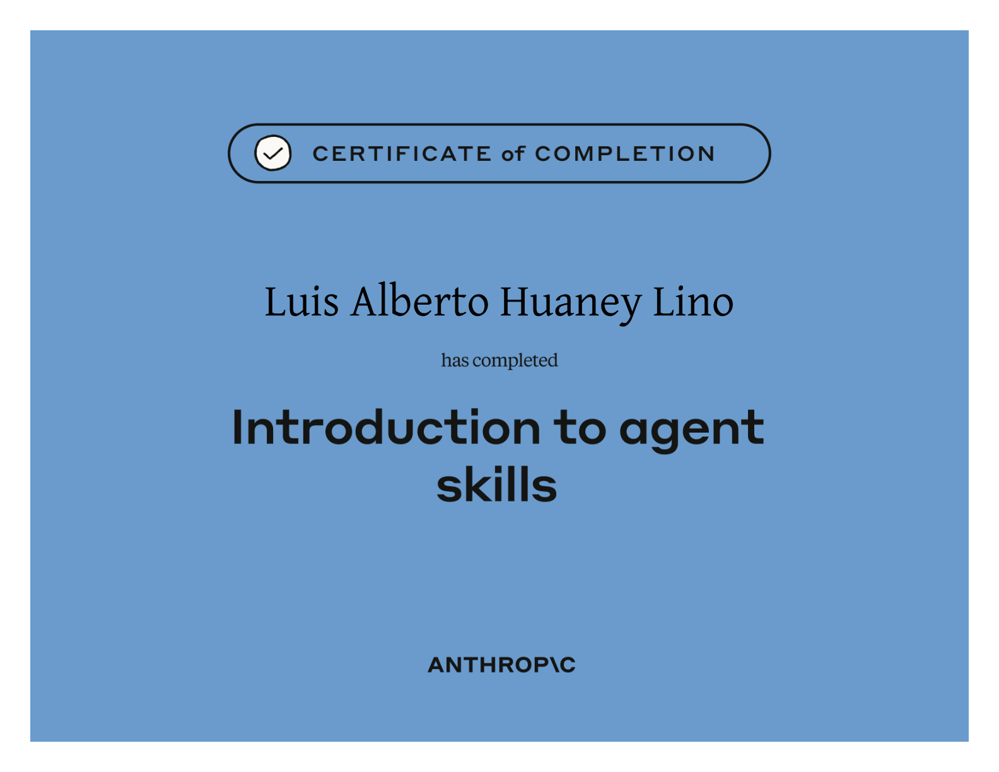 CERTIFICATE of COMPLETION
Luis Alberto Huaney Lino
has completed
Introduction to agent
skills
ANTHROP\C